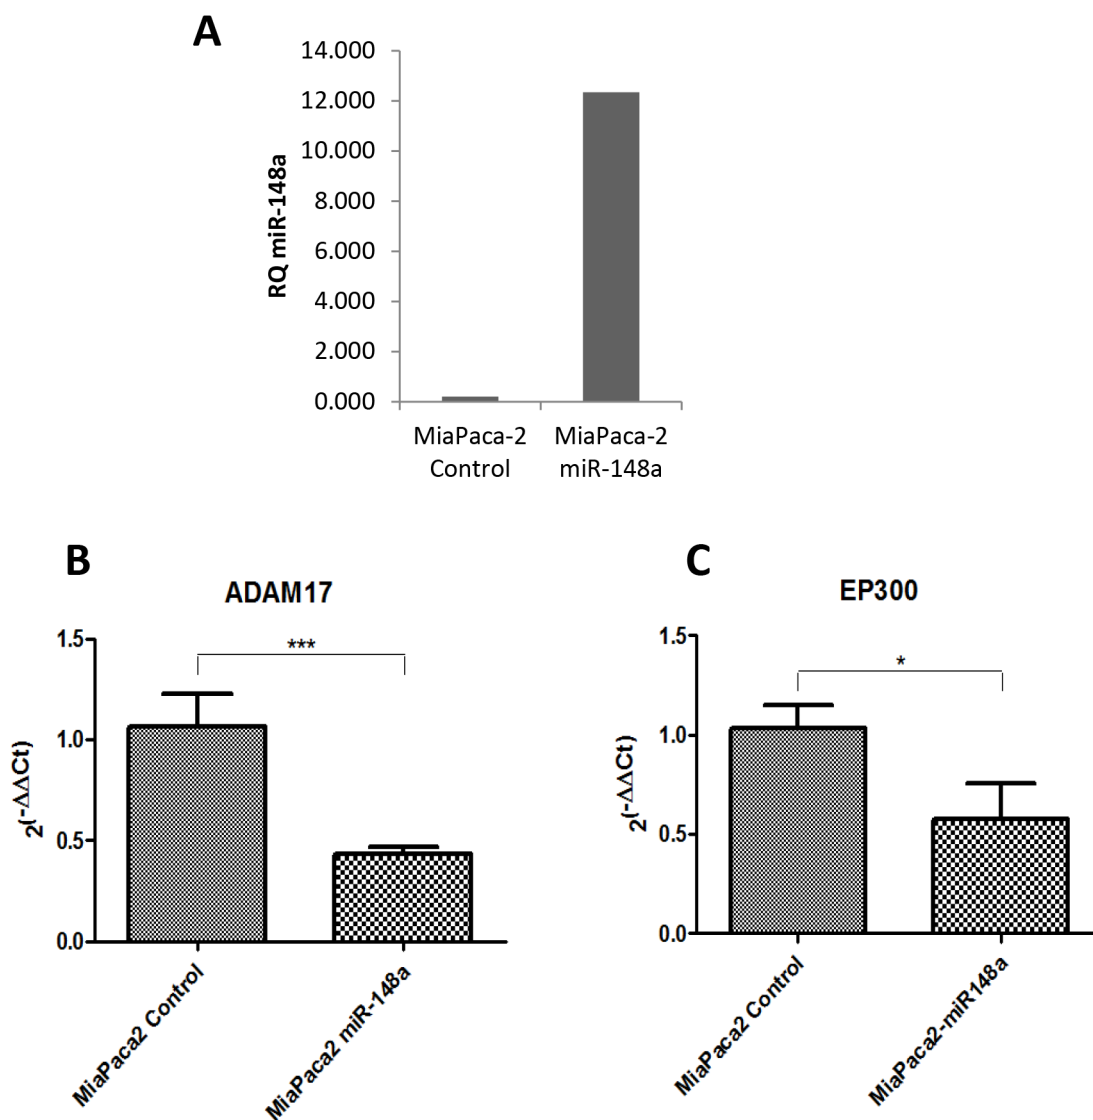 A
14.000
12.000
10.000
8.000
6.000
4.000
2.000
0.000
RQ miR-148a
MiaPaca-2 Control
MiaPaca-2 miR-148a
B
ADAM17
1.5
1.0
0.5
0.0
2(-ΔΔCt)
***
MiaPaca2 Control
MiaPaca2 miR-148a
C
EP300
1.5
1.0
0.5
0.0
2(-ΔΔCt)
*
MiaPaca2 Control
MiaPaca2-miR148a